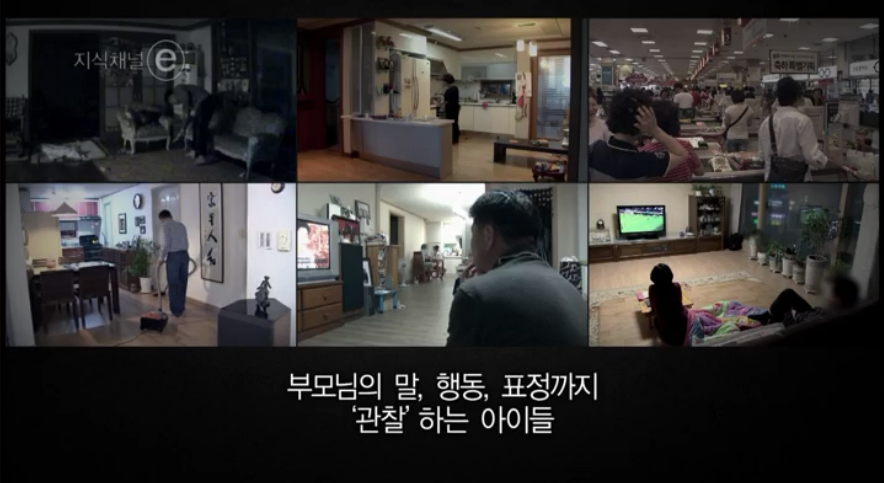 지식채널 e
부모님의 말, 행동, 표정까지
‘관찰’ 하는 아이들